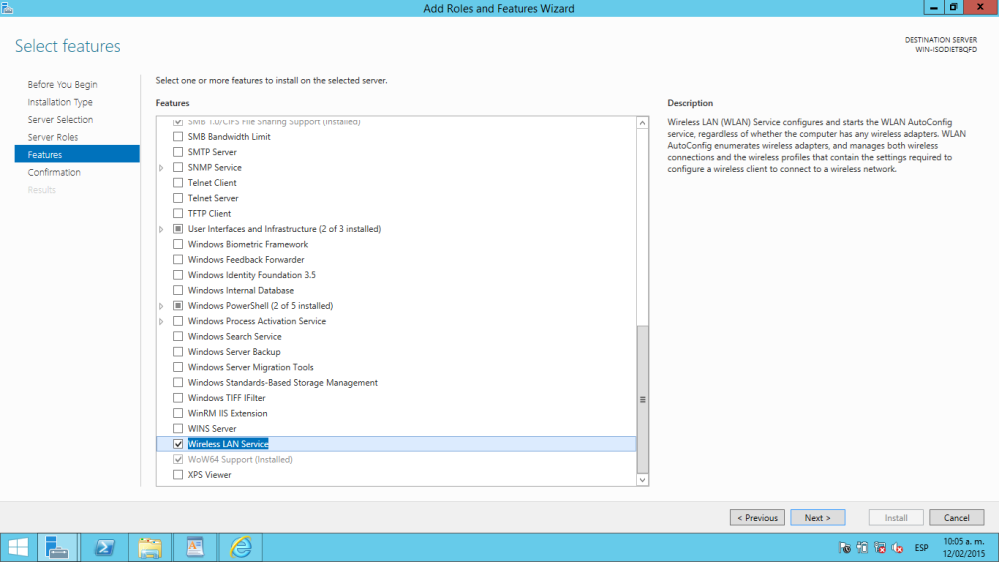 Add Roles and Features Wizard
Select features
DESTINATION SERVER
WIN-ISODIETBQFD
Before You Begin
Installation Type
Server Selection
Server Roles
Features
Confirmation
Results
Select one or more features to install on the selected server.
Features
SMB 1.0/CIFS File Sharing Support (Installed)
SMB Bandwidth Limit
SMTP Server
SNMP Service
Telnet Client
Telnet Server
TFTP Client
User Interfaces and Infrastructure (2 of 3 installed)
Windows Biometric Framework
Windows Feedback Forwarder
Windows Identity Foundation 3.5
Windows Internal Database
Windows PowerShell (2 of 5 installed)
Windows Process Activation Service
Windows Search Service
Windows Server Backup
Windows Server Migration Tools
Windows Standards-Based Storage Management
Windows TIFF IFilter
WinRM IIS Extension
WINS Server
Wireless LAN Service
WoW64 Support (Installed)
XPS Viewer
Description
Wireless LAN (WLAN) Service configures and starts the WLAN AutoConfig
service, regardless of whether the computer has any wireless adapters. WLAN
AutoConfig enumerates wireless adapters, and manages both wireless
connections and the wireless profiles that contain the settings required to
configure a wireless client to connect to a wireless network.
< Previous
Next >
Install
Cancel
ESP
10:05 a. m.
12/02/2015